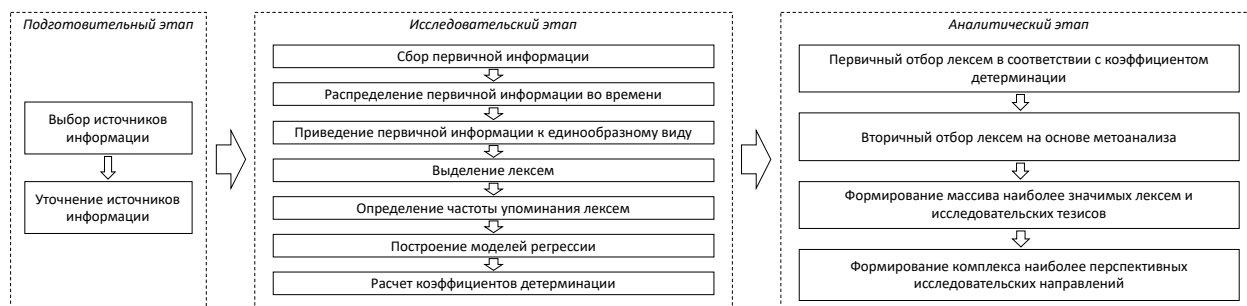 Подготовительный этап
Выбор источников
информации
Уточнение источников
информации
Исследовательский этап
Сбор первичной информации
Распределение первичной информации во времени
Приведение первичной информации к единообразному виду
Выделение лексем
Определение частоты упоминания лексем
Построение моделей регрессии
Расчет коэффициентов детерминации
Аналитический этап
Первичный отбор лексем в соответствии с коэффициентом
детерминации
Вторичный отбор лексем на основе метоанализа
Формирование массива наиболее значимых лексем и
исследовательских тезисов
Формирование комплекса наиболее перспективных
исследовательских направлений